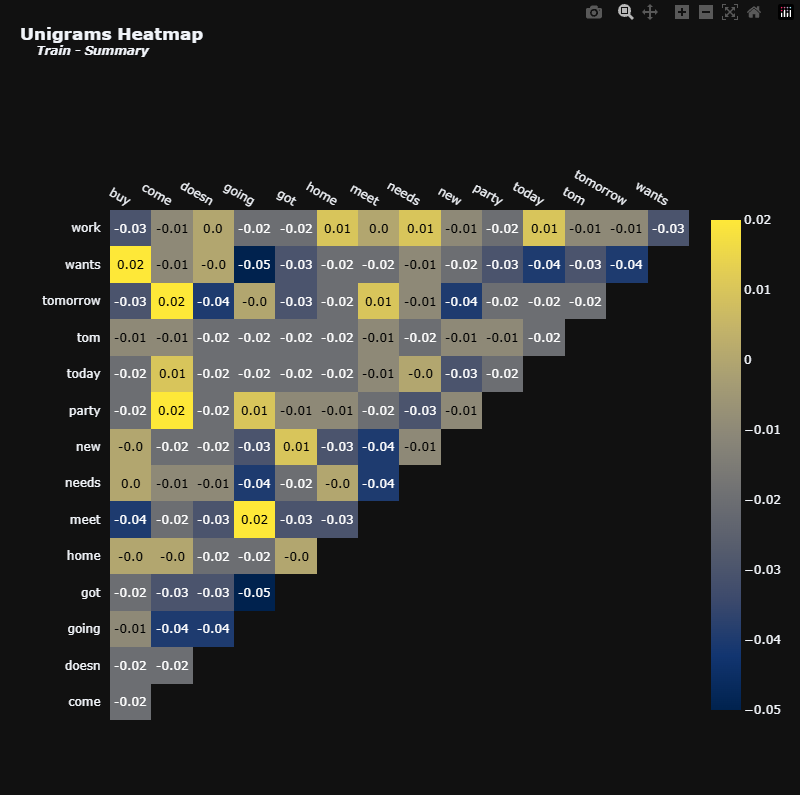 Unigrams Heatmap
Train - Summary
buy come doesn going got home meet needs new party today tom tomorrow wants
work -0.03 -0.01 0.0 -0.02 -0.02 0.01 0.0 0.01 -0.01 -0.02 0.01 -0.01 -0.01 -0.03
wants 0.02 -0.01 -0.0 -0.05 -0.03 -0.02 -0.02 -0.01 -0.02 -0.03 -0.04 -0.03 -0.04
tomorrow -0.03 0.02 -0.04 -0.0 -0.03 -0.02 0.01 -0.01 -0.04 -0.02 -0.02 -0.02
tom -0.01 -0.01 -0.02 -0.02 -0.02 -0.02 -0.01 -0.02 -0.01 -0.01 -0.02
today -0.02 0.01 -0.02 -0.02 -0.02 -0.02 -0.01 -0.0 -0.03 -0.02
party -0.02 0.02 -0.02 0.01 -0.01 -0.01 -0.02 -0.03 -0.01
new -0.0 -0.02 -0.02 -0.03 0.01 -0.03 -0.04 -0.01
needs 0.0 -0.01 -0.01 -0.04 -0.02 -0.0 -0.04
meet -0.04 -0.02 -0.03 0.02 -0.03 -0.03
home -0.0 -0.0 -0.02 -0.02 -0.0
got -0.02 -0.03 -0.03 -0.05
going -0.01 -0.04 -0.04
doesn -0.02 -0.02
come -0.02
0.02
0.01
0
−0.01
−0.02
−0.03
−0.04
−0.05